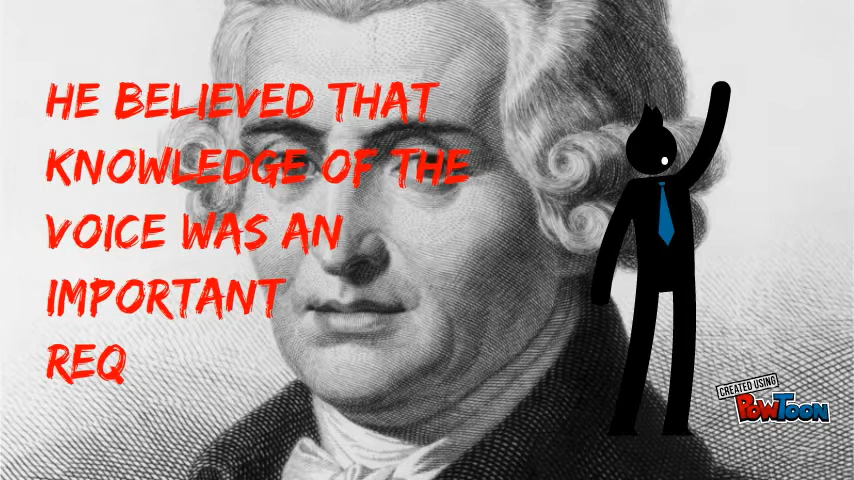 HE BELIEVED THAT
KNOWLEDGE OF THE
VOICE WAS AN
IMPORTANT
REQ
CREATED USING
POWTOON